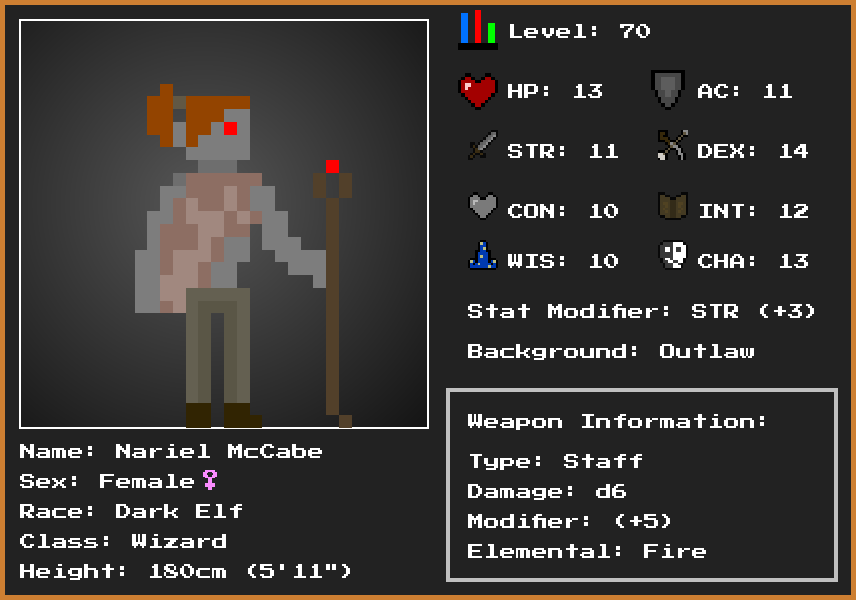 Level: 70
HP: 13
AC: 11
STR: 11
DEX: 14
CON: 10
INT: 12
WIS: 10
CHA: 13
Stat Modifier: STR (+3)
Background: Outlaw
Weapon Information:
Type: Staff
Damage: d6
Modifier: (+5)
Elemental: Fire
Name: Nariel McCabe
Sex: Female♀
Race: Dark Elf
Class: Wizard
Height: 180cm (5'11")